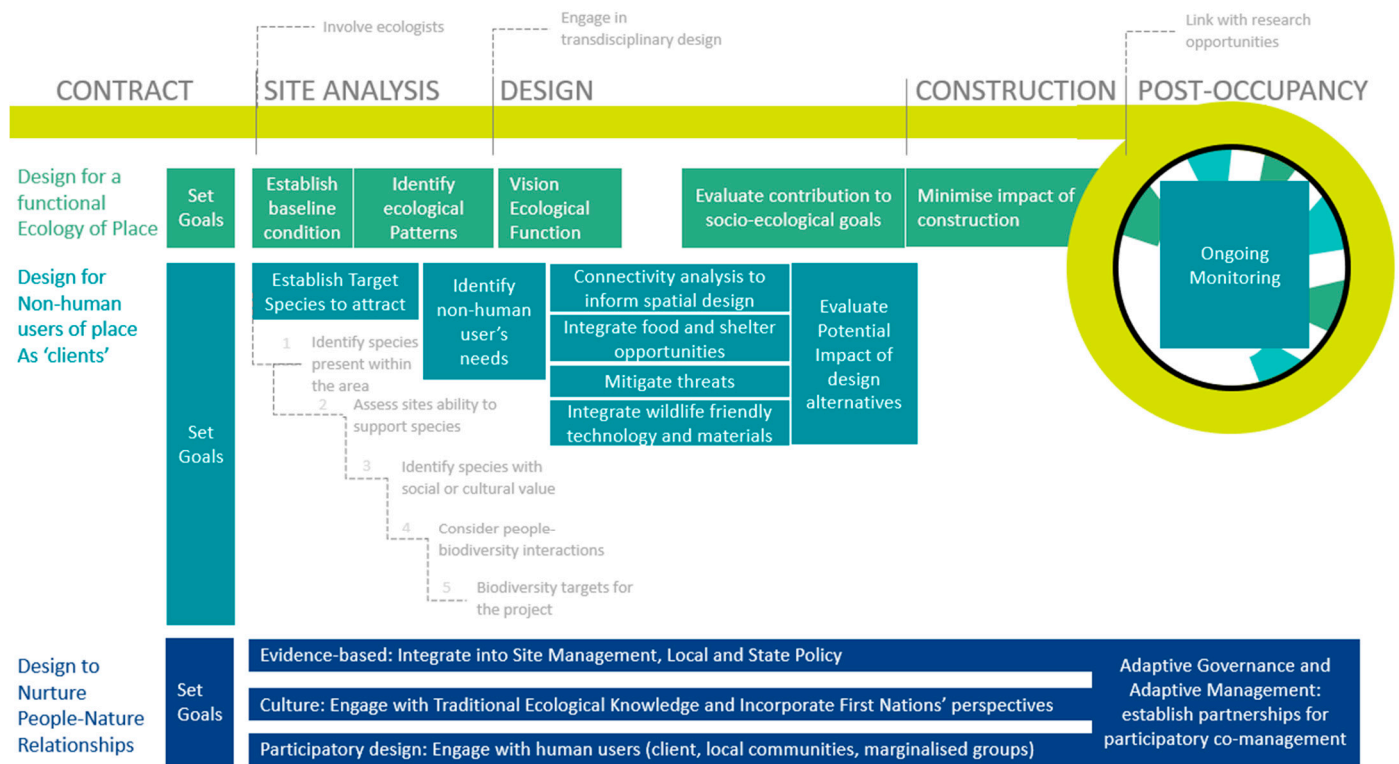 Involve ecologists
Engage in
transdisciplinary design
Link with research
opportunities
CONTRACT
SITE ANALYSIS
DESIGN
CONSTRUCTION
POST-OCCUPANCY
Design for a
functional
Ecology of Place
Set
Goals
Establish
baseline
condition
Identify
ecological
Patterns
Vision
Ecological
Function
Evaluate contribution to
socio-ecological goals
Minimise impact of
construction
Ongoing
Monitoring
Design for
Non-human
users of place
As ‘clients’
Set
Goals
Establish Target
Species to attract
Identify
non-human
user’s
needs
Connectivity analysis to
inform spatial design
Integrate food and shelter
opportunities
Mitigate threats
Integrate wildlife friendly
technology and materials
Evaluate
Potential
Impact of
design
alternatives
1 Identify species
present within
the area
2 Assess sites ability to
support species
3 Identify species with
social or cultural value
4 Consider people-
biodiversity interactions
5 Biodiversity targets for
the project
Design to
Nurture
People-Nature
Relationships
Set
Goals
Evidence-based: Integrate into Site Management, Local and State Policy
Culture: Engage with Traditional Ecological Knowledge and Incorporate First Nations’ perspectives
Participatory design: Engage with human users (client, local communities, marginalised groups)
Adaptive Governance and
Adaptive Management:
establish partnerships for
participatory co-management